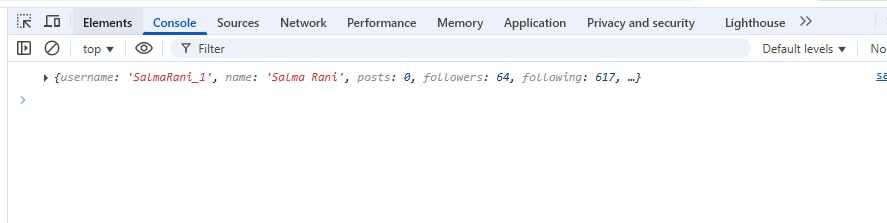 Elements Console Sources Network Performance Memory Application Privacy and security Lighthouse
top Filter Default levels No
{username: 'SalmaRani_1', name: 'Salma Rani', posts: 0, followers: 64, following: 617, …} sa